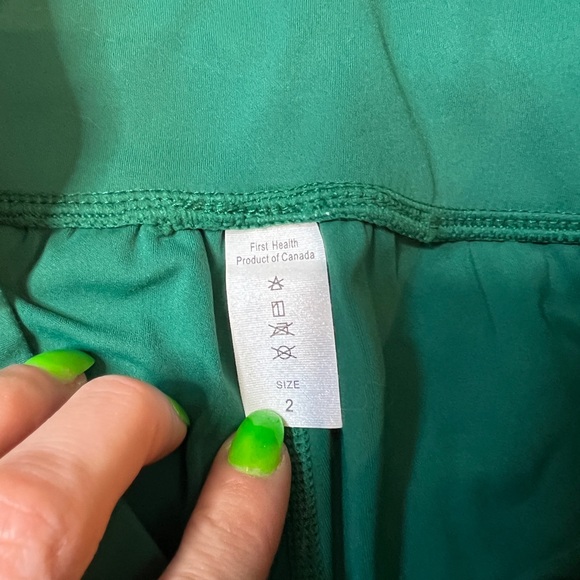 First Health
Product of Canada
SIZE
2